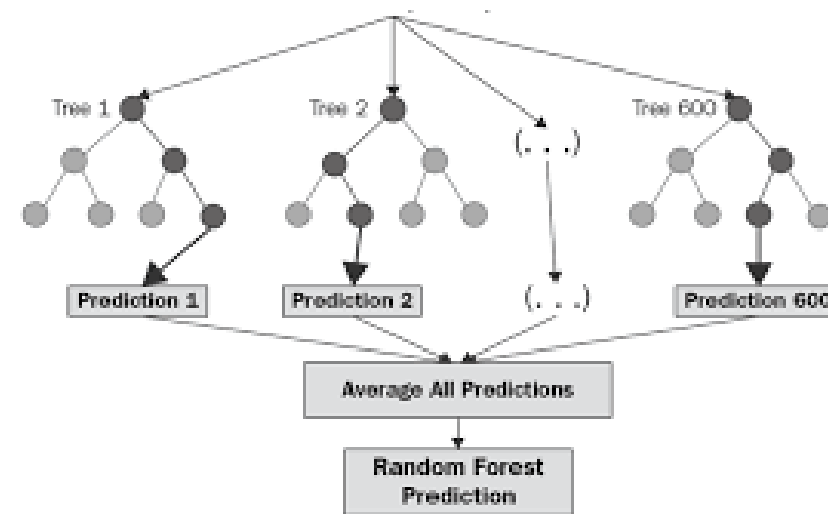 Tree 1
Tree 2
(. . .)
Tree 600
Prediction 1
Prediction 2
(. . .)
Prediction 600
Average All Predictions
Random Forest
Prediction